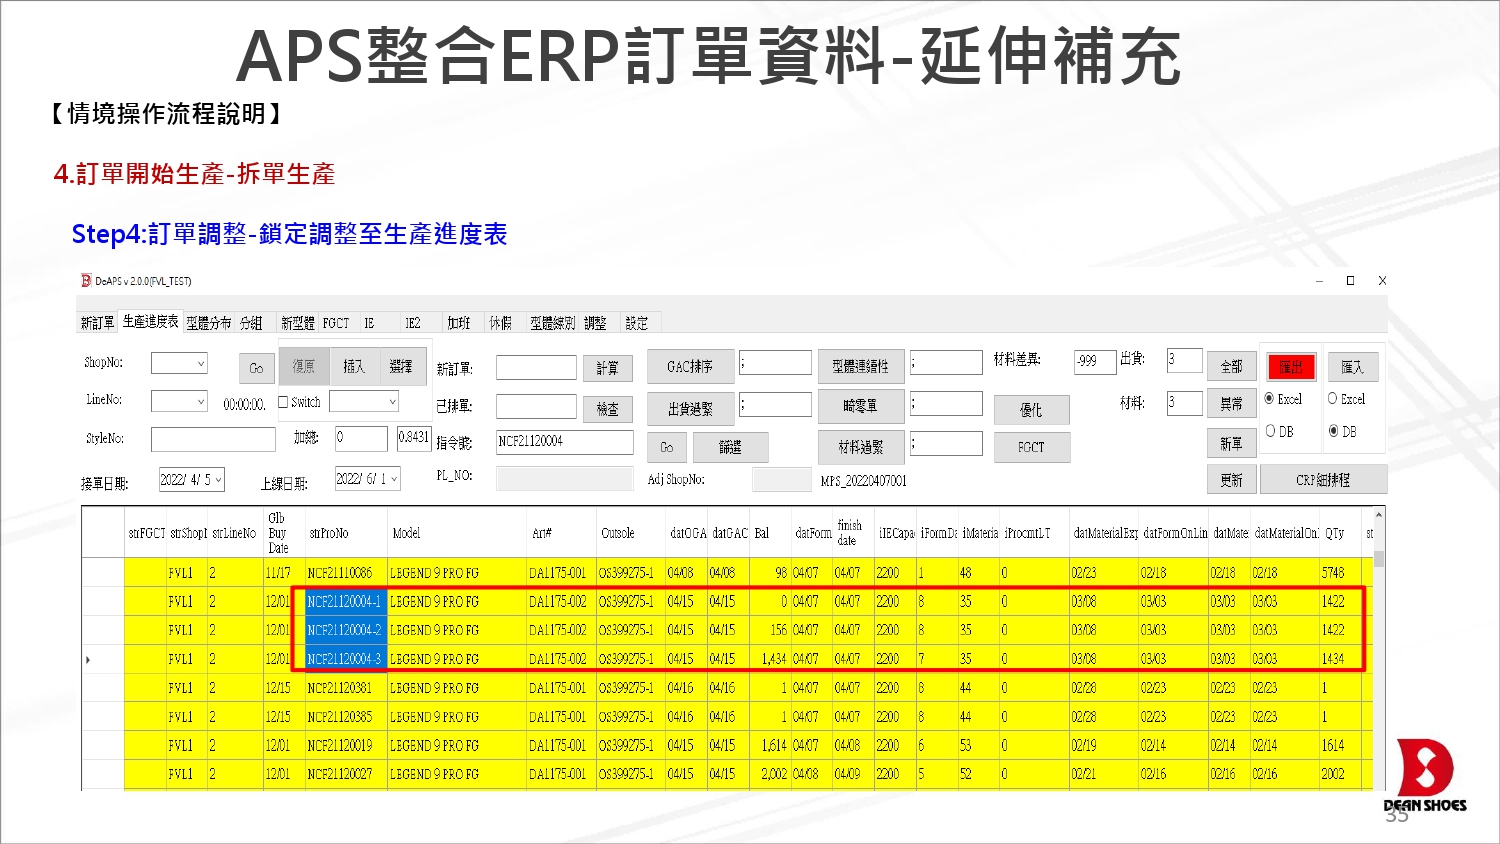 APS整合ERP訂單資料-延伸補充
【情境操作流程說明】
4.訂單開始生產-拆單生產
Step4:訂單調整-鎖定調整至生產進度表
DeAPS v 2.0.0(FVL_TEST)
新訂單 生產進度表 型體分布 分組 新型體 FGCT IE IE2 加班 休假 型體線別 調整 設定
ShopNo: Go 復原 插入 選擇 新訂單: 計算 GAC排序 ; 型體連續性 ; 材料差異: -999 出貨: 3 全部 匯出 匯入
LineNo: 00:00:00. Switch 已排單: 檢查 出貨過緊 ; 畸零單 ; 優化 材料: 3 異常 Excel Excel
StyleNo: 加總: 0 0.8431 指令號: NCF21120004 Go 篩選 材料過緊 ; FGCT 新單 DB DB
接單日期: 2022/ 4/ 5 上線日期: 2022/ 6/ 1 PL_NO: Adj ShopNo: MPS_20220407001 更新 CRP細排程
strFGCT strShopI strLineNo Glb Buy Date strProNo Model Art# Outsole datOGA datGAC Bal datForm finish date iIECapa iFormDa iMateria iProcmtLT datMaterialExp datFormOnLin datMate datMaterialOn QTy st
FVL1 2 11/17 NCF21110086 LEGEND 9 PRO FG DA1175-001 OS399275-1 04/08 04/08 98 04/07 04/07 2200 1 48 0 02/23 02/18 02/18 02/18 5748
FVL1 2 12/01 NCF21120004-1 LEGEND 9 PRO FG DA1175-002 OS399275-1 04/15 04/15 0 04/07 04/07 2200 8 35 0 03/08 03/03 03/03 03/03 1422
FVL1 2 12/01 NCF21120004-2 LEGEND 9 PRO FG DA1175-002 OS399275-1 04/15 04/15 156 04/07 04/07 2200 8 35 0 03/08 03/03 03/03 03/03 1422
FVL1 2 12/01 NCF21120004-3 LEGEND 9 PRO FG DA1175-002 OS399275-1 04/15 04/15 1,434 04/07 04/07 2200 7 35 0 03/08 03/03 03/03 03/03 1434
FVL1 2 12/15 NCF21120381 LEGEND 9 PRO FG DA1175-001 OS399275-1 04/16 04/16 1 04/07 04/07 2200 8 44 0 02/28 02/23 02/23 02/23 1
FVL1 2 12/15 NCF21120385 LEGEND 9 PRO FG DA1175-001 OS399275-1 04/16 04/16 1 04/07 04/07 2200 8 44 0 02/28 02/23 02/23 02/23 1
FVL1 2 12/01 NCF21120019 LEGEND 9 PRO FG DA1175-001 OS399275-1 04/15 04/15 1,614 04/07 04/08 2200 6 53 0 02/19 02/14 02/14 02/14 1614
FVL1 2 12/01 NCF21120027 LEGEND 9 PRO FG DA1175-001 OS399275-1 04/15 04/15 2,002 04/08 04/09 2200 5 52 0 02/21 02/16 02/16 02/16 2002
DEAN SHOES
35